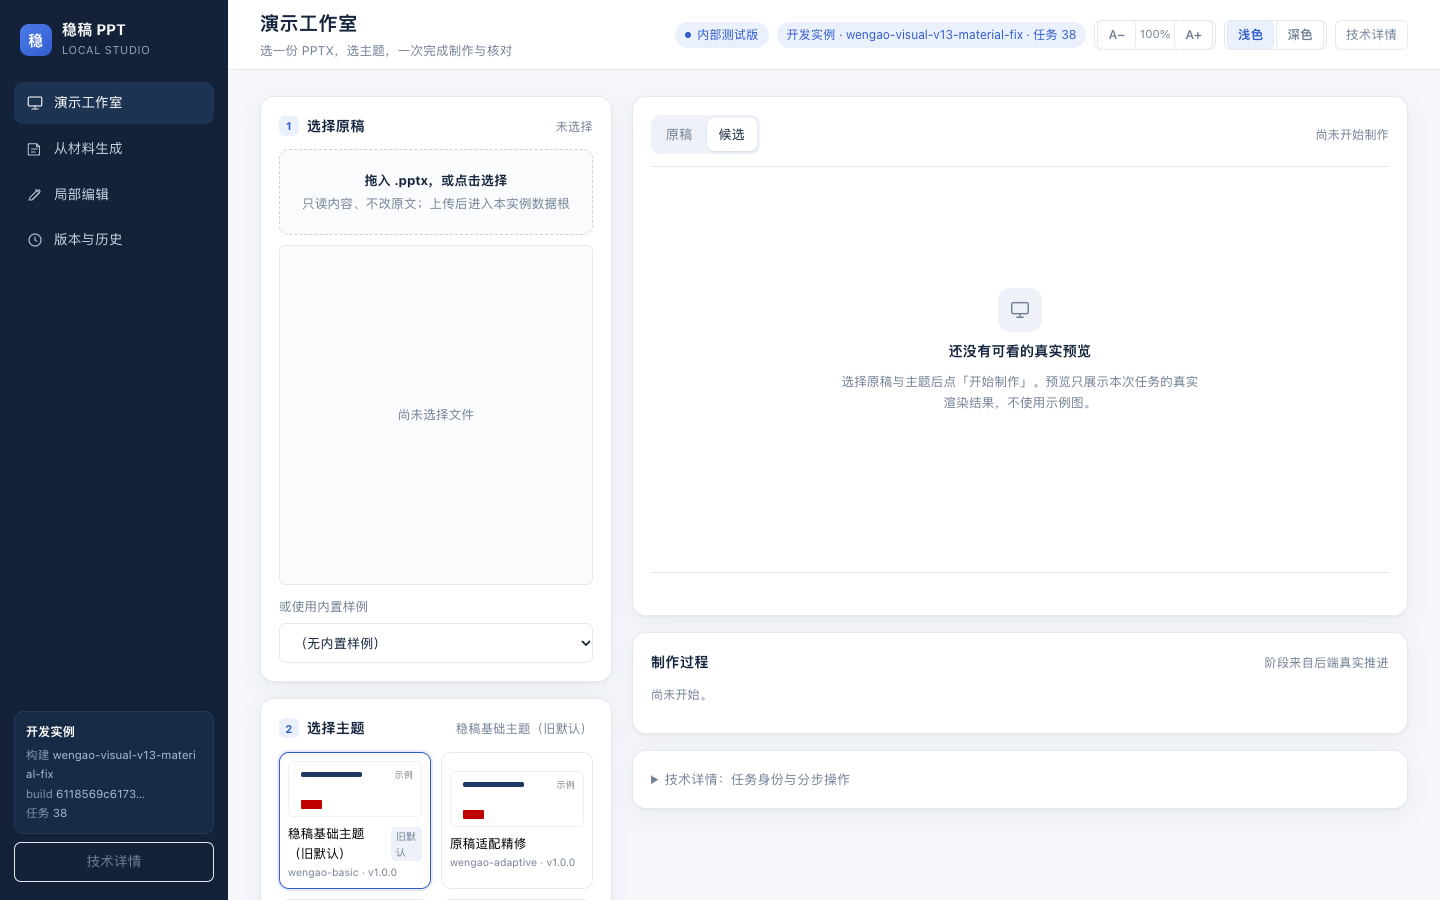 稳
稳稿 PPT
LOCAL STUDIO
演示工作室
从材料生成
局部编辑
版本与历史
开发实例
构建 wengao-visual-v13-materi
al-fix
build 6118569c6173…
任务 38
技术详情
演示工作室
选一份 PPTX，选主题，一次完成制作与核对
内部测试版
开发实例 · wengao-visual-v13-material-fix · 任务 38
A− 100% A+
浅色 深色
技术详情
1 选择原稿 未选择
拖入 .pptx，或点击选择
只读内容、不改原文；上传后进入本实例数据根
尚未选择文件
或使用内置样例
（无内置样例）
2 选择主题 稳稿基础主题（旧默认）
示例
稳稿基础主题
（旧默认）
旧默
认
wengao-basic · v1.0.0
示例
原稿适配精修
wengao-adaptive · v1.0.0
原稿 候选 尚未开始制作
还没有可看的真实预览
选择原稿与主题后点「开始制作」。预览只展示本次任务的真实
渲染结果，不使用示例图。
制作过程 阶段来自后端真实推进
尚未开始。
技术详情：任务身份与分步操作